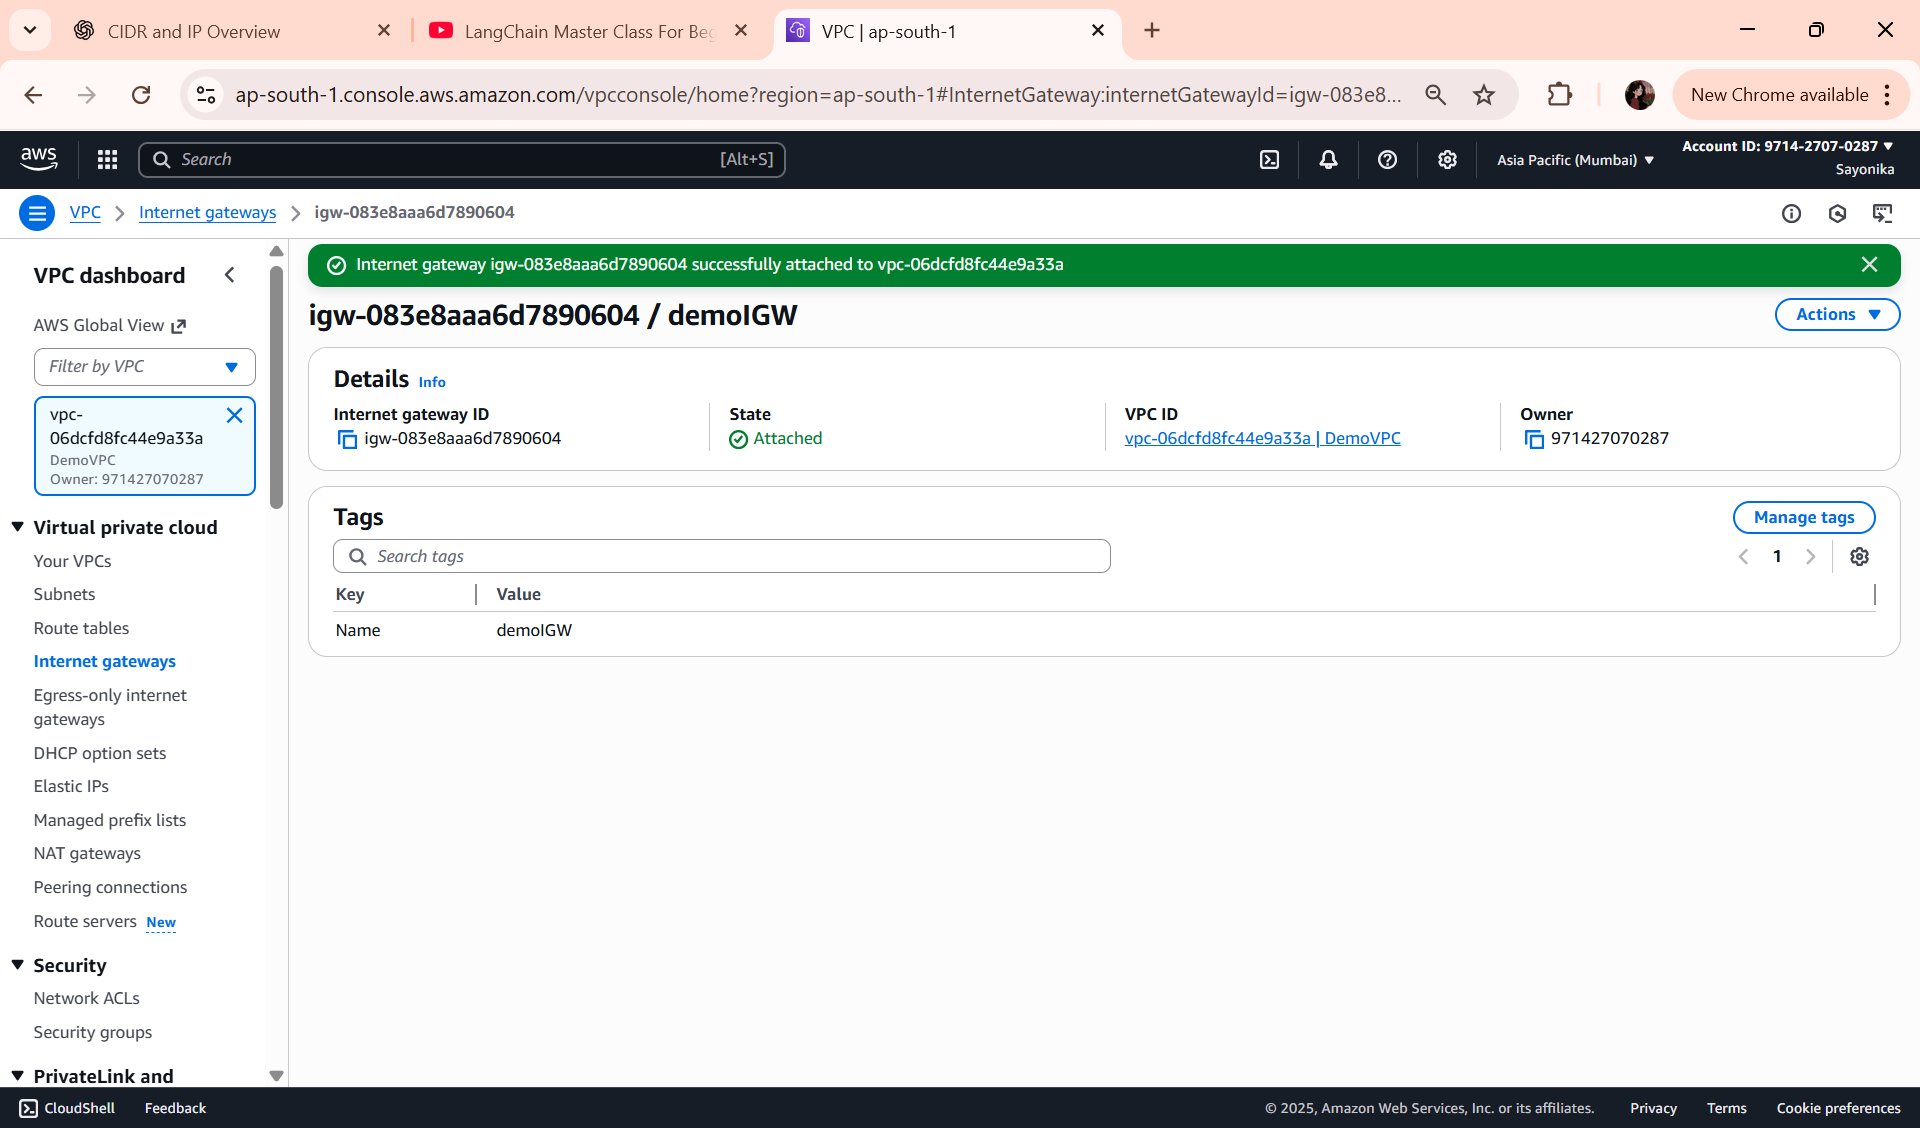 CIDR and IP Overview
LangChain Master Class For Beg
VPC | ap-south-1
ap-south-1.console.aws.amazon.com/vpcconsole/home?region=ap-south-1#InternetGateway:internetGatewayId=igw-083e8...
New Chrome available
aws
Search
[Alt+S]
Asia Pacific (Mumbai)
Account ID: 9714-2707-0287
Sayonika
VPC
Internet gateways
igw-083e8aaa6d7890604
VPC dashboard
AWS Global View
Filter by VPC
vpc-
06dcfd8fc44e9a33a
DemoVPC
Owner: 971427070287
Virtual private cloud
Your VPCs
Subnets
Route tables
Internet gateways
Egress-only internet
gateways
DHCP option sets
Elastic IPs
Managed prefix lists
NAT gateways
Peering connections
Route servers New
Security
Network ACLs
Security groups
PrivateLink and
Internet gateway igw-083e8aaa6d7890604 successfully attached to vpc-06dcfd8fc44e9a33a
igw-083e8aaa6d7890604 / demoIGW
Actions
Details Info
Internet gateway ID
igw-083e8aaa6d7890604
State
Attached
VPC ID
vpc-06dcfd8fc44e9a33a | DemoVPC
Owner
971427070287
Tags
Manage tags
Search tags
1
Key Value
Name demoIGW
CloudShell
Feedback
© 2025, Amazon Web Services, Inc. or its affiliates.
Privacy
Terms
Cookie preferences